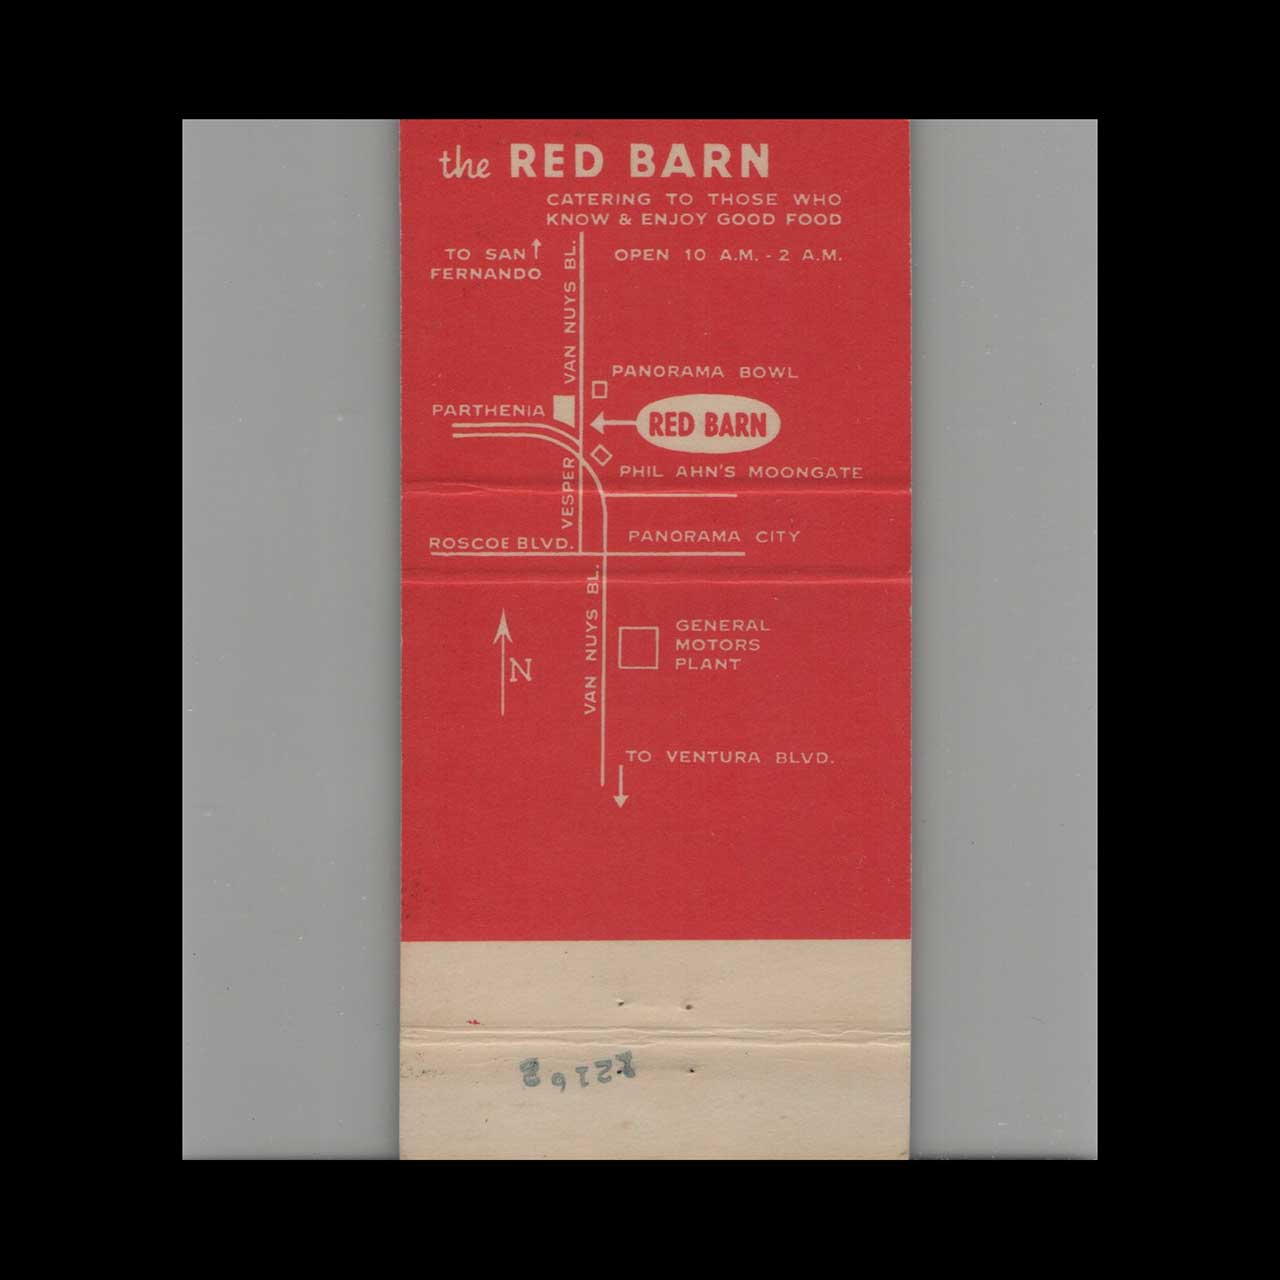 the RED BARN
CATERING TO THOSE WHO
KNOW & ENJOY GOOD FOOD
OPEN 10 A.M. - 2 A.M.
TO SAN
FERNANDO
VAN NUYS BL.
PANORAMA BOWL
PARTHENIA
RED BARN
PHIL AHN'S MOONGATE
VESPER
PANORAMA CITY
ROSCOE BLVD.
VAN NUYS BL.
GENERAL
MOTORS
PLANT
N
TO VENTURA BLVD.